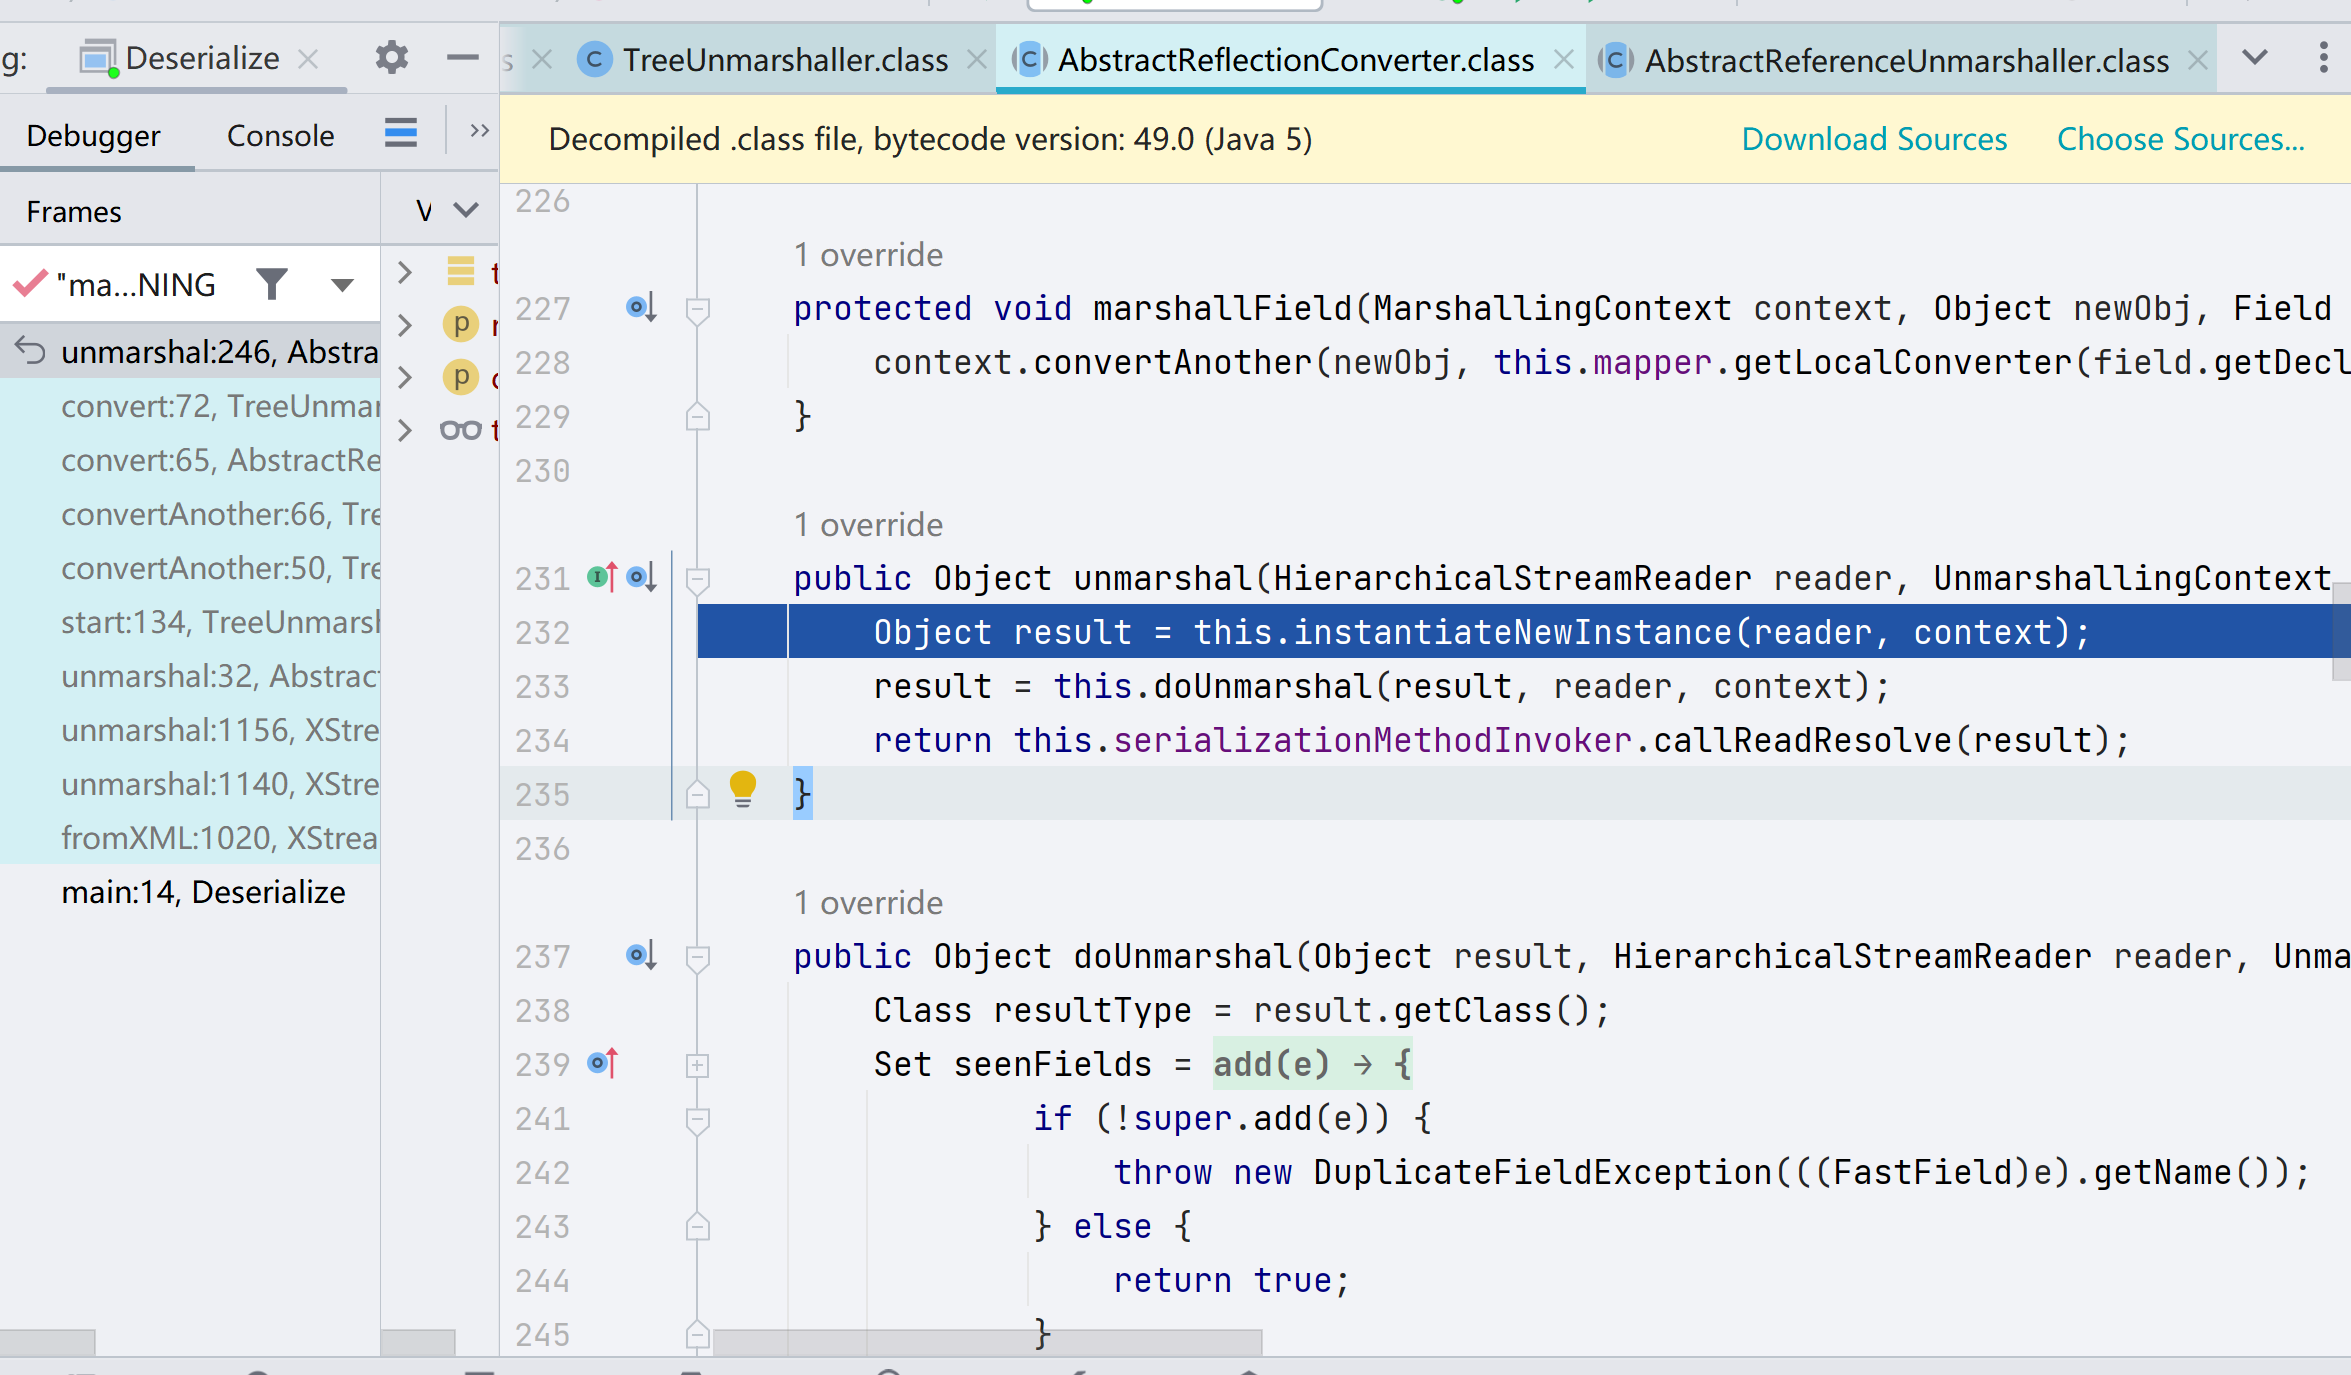 g:
Deserialize
s
TreeUnmarshaller.class
AbstractReflectionConverter.class
AbstractReferenceUnmarshaller.class
Debugger
Console
Frames
V
"ma...NING
unmarshal:246, Abstra
convert:72, TreeUnmar
convert:65, AbstractRe
convertAnother:66, Tre
convertAnother:50, Tre
start:134, TreeUnmarsh
unmarshal:32, Abstract
unmarshal:1156, XStre
unmarshal:1140, XStre
fromXML:1020, XStrea
main:14, Deserialize
t
p
r
p
t
Decompiled .class file, bytecode version: 49.0 (Java 5)
Download Sources
Choose Sources...
226
1 override
227 protected void marshallField(MarshallingContext context, Object newObj, Field
228 context.convertAnother(newObj, this.mapper.getLocalConverter(field.getDecl
229 }
230
1 override
231 public Object unmarshal(HierarchicalStreamReader reader, UnmarshallingContext
232 Object result = this.instantiateNewInstance(reader, context);
233 result = this.doUnmarshal(result, reader, context);
234 return this.serializationMethodInvoker.callReadResolve(result);
235 }
236
1 override
237 public Object doUnmarshal(Object result, HierarchicalStreamReader reader, Unma
238 Class resultType = result.getClass();
239 Set seenFields = add(e) → {
241 if (!super.add(e)) {
242 throw new DuplicateFieldException(((FastField)e).getName());
243 } else {
244 return true;
245 }